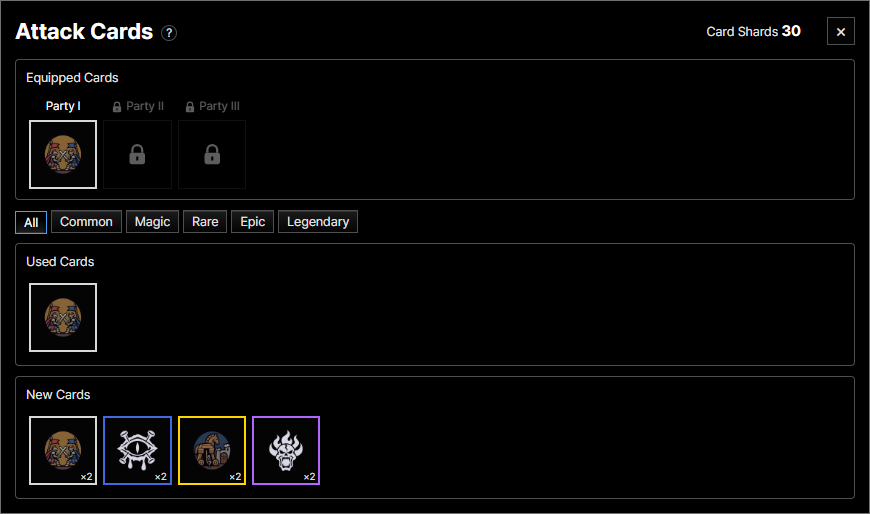 Attack Cards ?
Card Shards 30 ×
Equipped Cards
Party I Party II Party III
All Common Magic Rare Epic Legendary
Used Cards
New Cards
×2 ×2 ×2 ×2